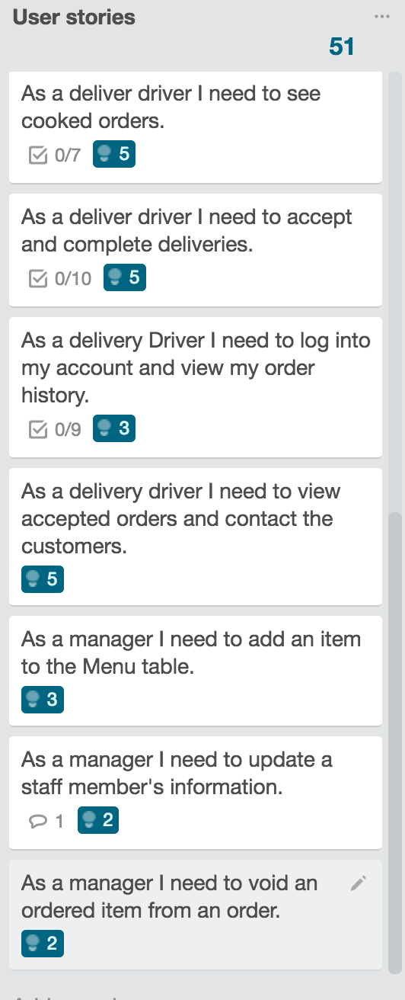 User stories
51
As a deliver driver I need to see
cooked orders.
0/7 5
As a deliver driver I need to accept
and complete deliveries.
0/10 5
As a delivery Driver I need to log into
my account and view my order
history.
0/9 3
As a delivery driver I need to view
accepted orders and contact the
customers.
5
As a manager I need to add an item
to the Menu table.
3
As a manager I need to update a
staff member's information.
1 2
As a manager I need to void an
ordered item from an order.
2